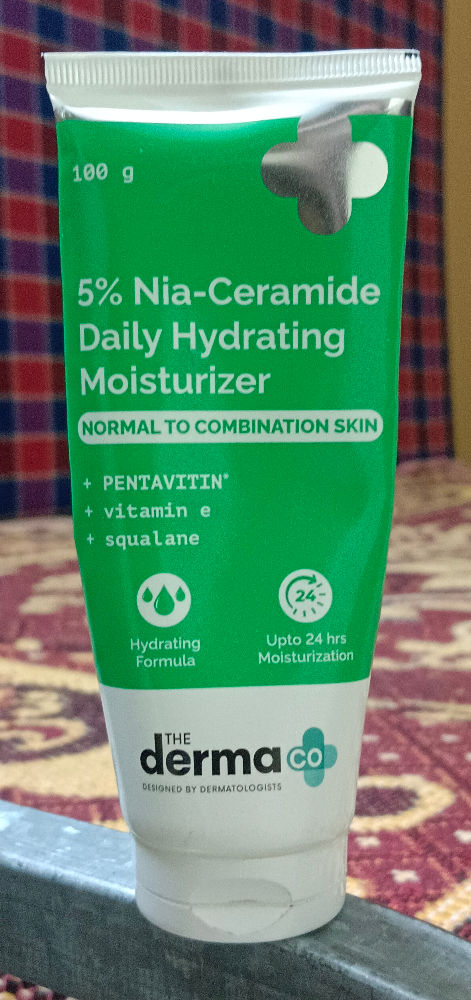 100 g
5% Nia-Ceramide
Daily Hydrating
Moisturizer
NORMAL TO COMBINATION SKIN
+ PENTAVITIN®
+ vitamin e
+ squalane
24
Hydrating
Formula
Upto 24 hrs
Moisturization
THE
derma co
DESIGNED BY DERMATOLOGISTS